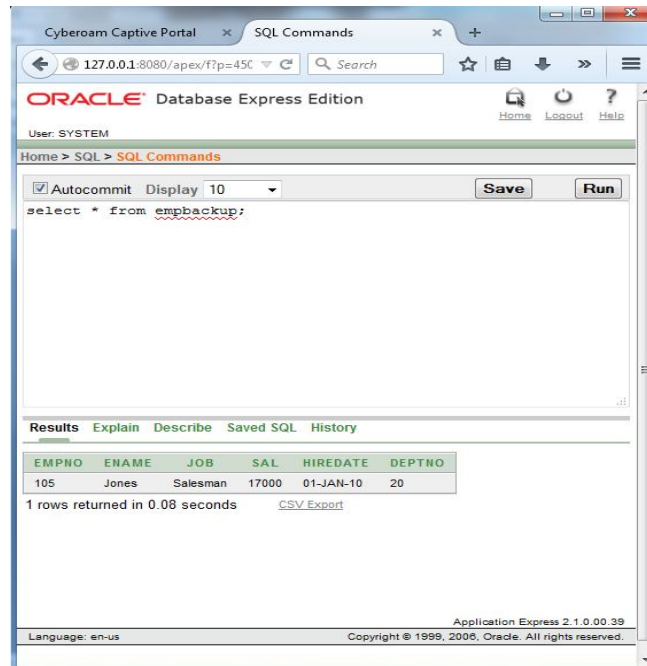 Cyberoam Captive Portal × SQL Commands × +
127.0.0.1:8080/apex/f?p=450 Search »
ORACLE Database Express Edition
Home Logout Help
User: SYSTEM
Home > SQL > SQL Commands
Autocommit Display 10 Save Run
select * from empbackup;
Results Explain Describe Saved SQL History
EMPNO ENAME JOB SAL HIREDATE DEPTNO
105 Jones Salesman 17000 01-JAN-10 20
1 rows returned in 0.08 seconds CSV Export
Application Express 2.1.0.00.39
Language: en-us Copyright © 1999, 2006, Oracle. All rights reserved.